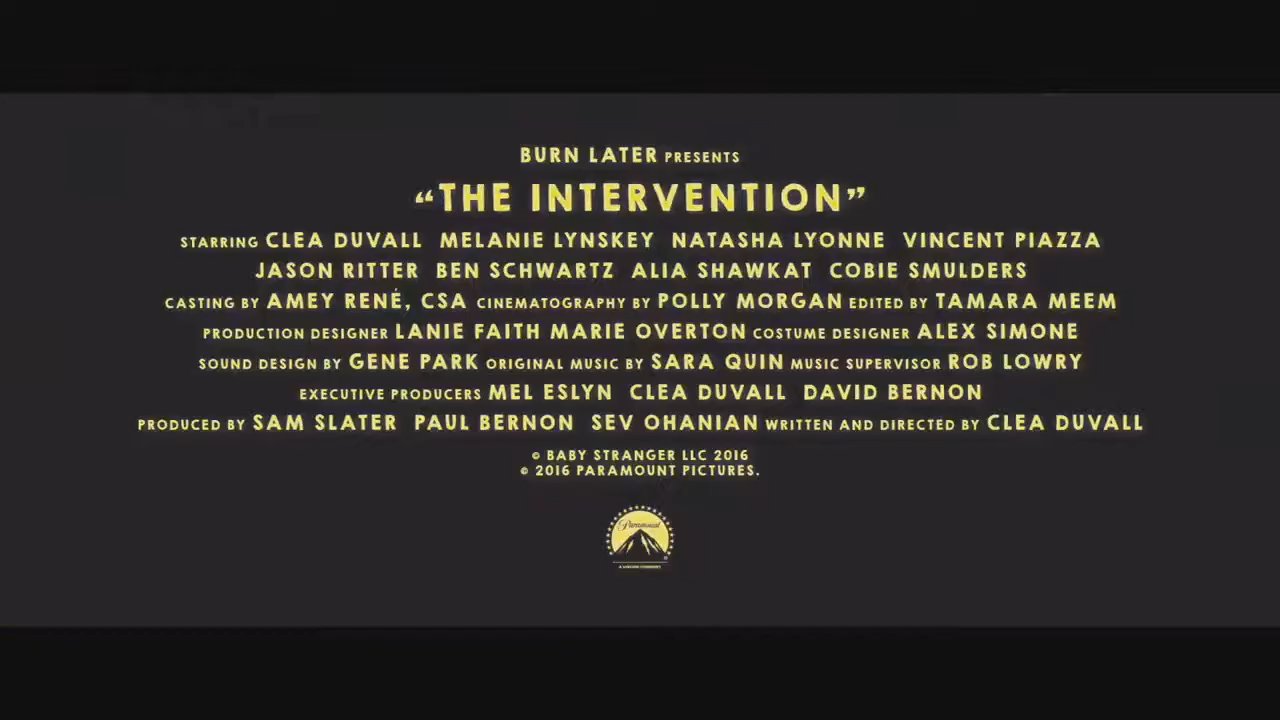 BURN LATER PRESENTS
“THE INTERVENTION”
STARRING CLEA DUVALL MELANIE LYNSKEY NATASHA LYONNE VINCENT PIAZZA
JASON RITTER BEN SCHWARTZ ALIA SHAWKAT COBIE SMULDERS
CASTING BY AMEY RENÉ, CSA CINEMATOGRAPHY BY POLLY MORGAN EDITED BY TAMARA MEEM
PRODUCTION DESIGNER LANIE FAITH MARIE OVERTON COSTUME DESIGNER ALEX SIMONE
SOUND DESIGN BY GENE PARK ORIGINAL MUSIC BY SARA QUIN MUSIC SUPERVISOR ROB LOWRY
EXECUTIVE PRODUCERS MEL ESLYN CLEA DUVALL DAVID BERNON
PRODUCED BY SAM SLATER PAUL BERNON SEV OHANIAN WRITTEN AND DIRECTED BY CLEA DUVALL
© BABY STRANGER LLC 2016
© 2016 PARAMOUNT PICTURES.
Paramount